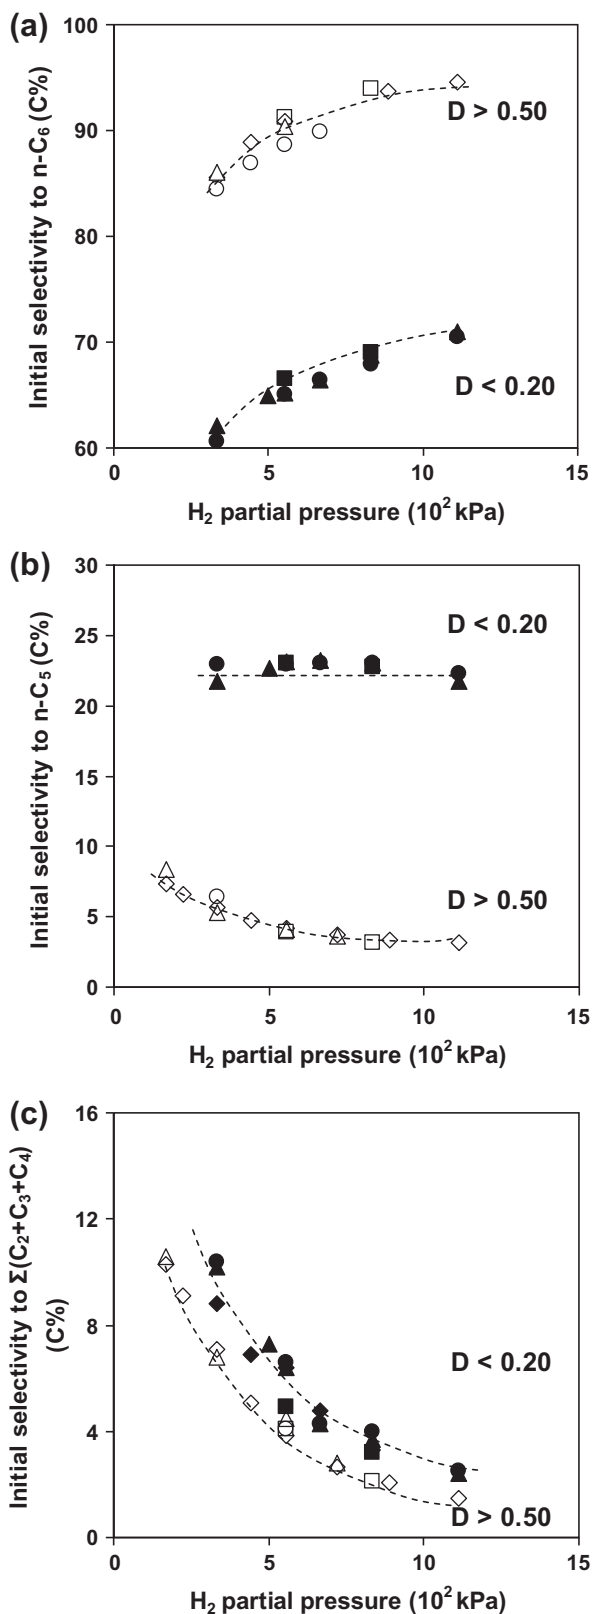 (a)
Initial selectivity to n-C₆ (C%)
100
90
80
70
60
D > 0.50
D < 0.20
0 5 10 15
H₂ partial pressure (10² kPa)
(b)
Initial selectivity to n-C₅ (C%)
30
25
20
15
10
5
0
D < 0.20
D > 0.50
0 5 10 15
H₂ partial pressure (10² kPa)
(c)
Initial selectivity to Σ(C₂+C₃+C₄)
(C%)
16
12
8
4
0
D < 0.20
D > 0.50
0 5 10 15
H₂ partial pressure (10² kPa)